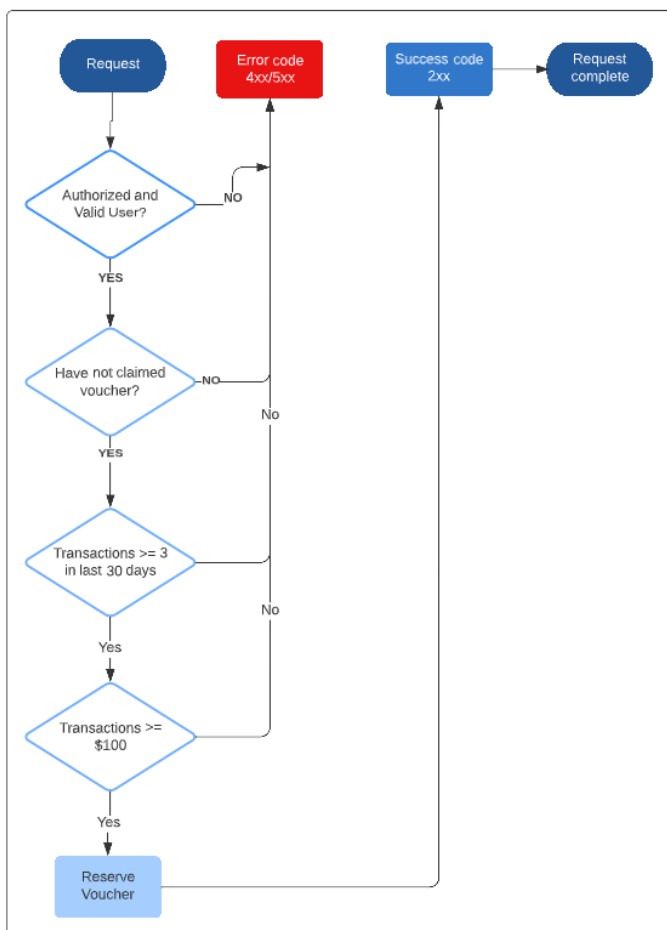 Request
Error code
4xx/5xx
Success code
2xx
Request
complete
Authorized and
Valid User?
NO
YES
Have not claimed
voucher?
NO
No
YES
Transactions >= 3
in last 30 days
No
Yes
Transactions >=
$100
Yes
Reserve
Voucher